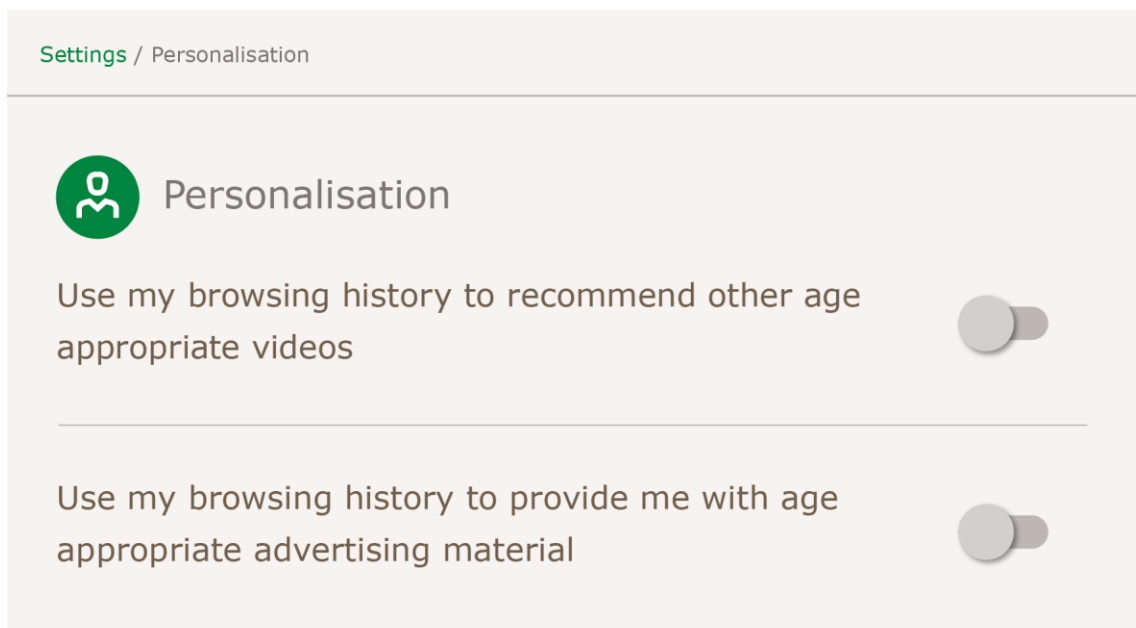 Settings / Personalisation
Personalisation
Use my browsing history to recommend other age
appropriate videos
Use my browsing history to provide me with age
appropriate advertising material